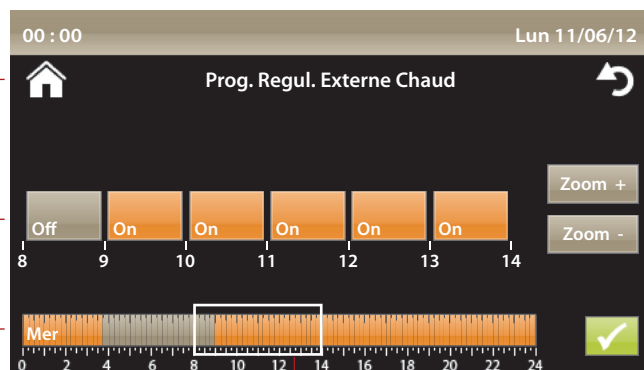 00 : 00 Lun 11/06/12
Prog. Regul. Externe Chaud
Zoom +
Off On On On On On
Zoom -
8 9 10 11 12 13 14
Mer
0 2 4 6 8 10 12 14 16 18 20 22 24